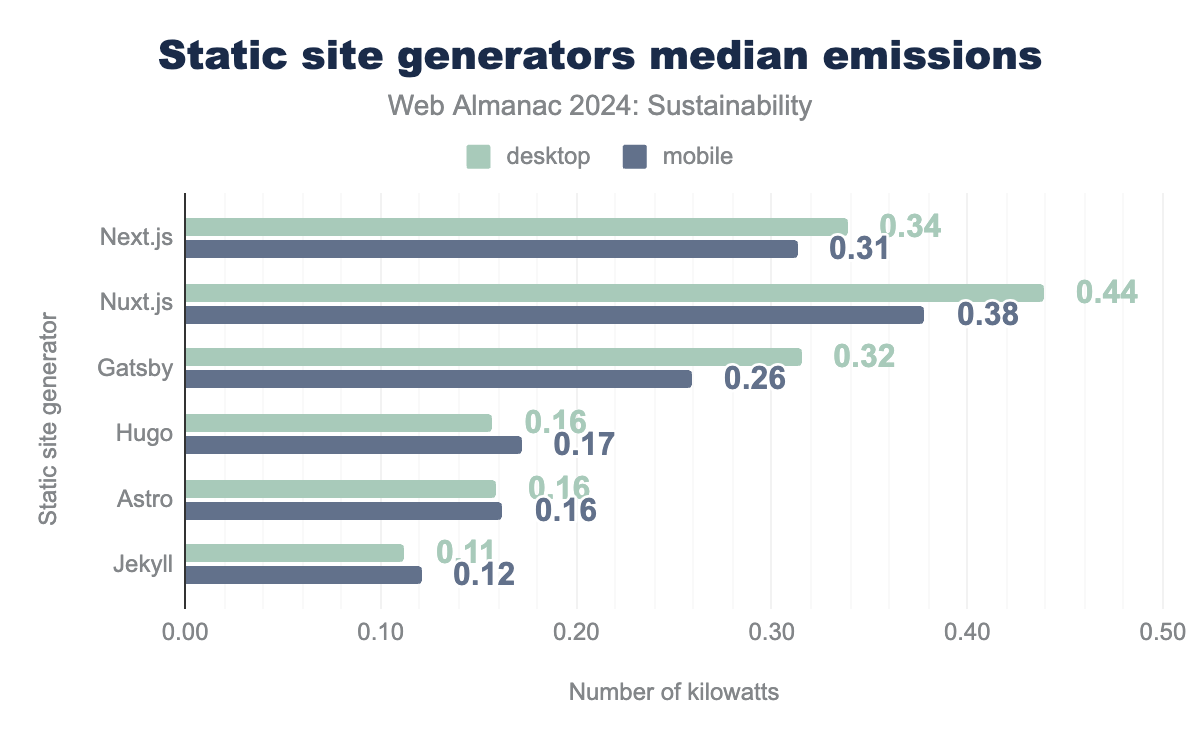 Static site generators median emissions
Web Almanac 2024: Sustainability
desktop mobile
Static site generator
Next.js 0.34
0.31
Nuxt.js 0.44
0.38
Gatsby 0.32
0.26
Hugo 0.16
0.17
Astro 0.16
0.16
Jekyll 0.11
0.12
0.00 0.10 0.20 0.30 0.40 0.50
Number of kilowatts